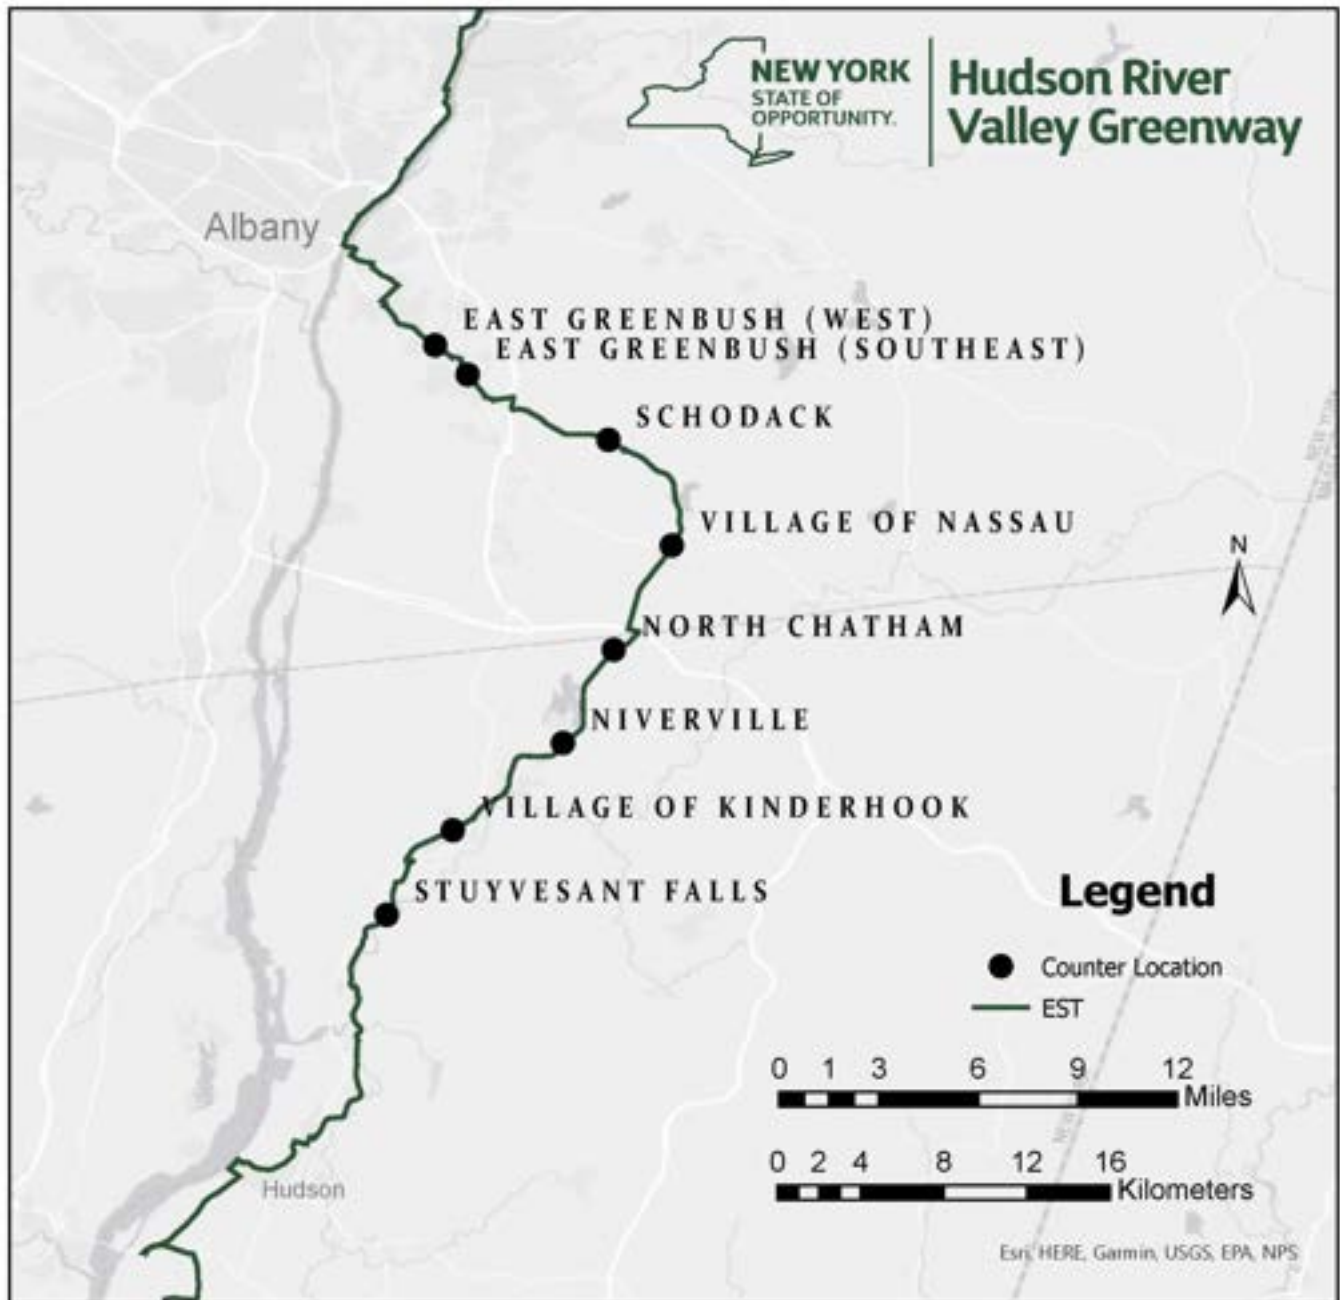 NEW YORK
STATE OF
OPPORTUNITY.
Hudson River
Valley Greenway
Albany
EAST GREENBUSH (WEST)
EAST GREENBUSH (SOUTHEAST)
SCHODACK
VILLAGE OF NASSAU
N
NORTH CHATHAM
NIVERVILLE
VILLAGE OF KINDERHOOK
STUYVESANT FALLS
Legend
Counter Location
EST
0 1 3 6 9 12
Miles
0 2 4 8 12 16
Kilometers
Hudson
Esri, HERE, Garmin, USGS, EPA, NPS